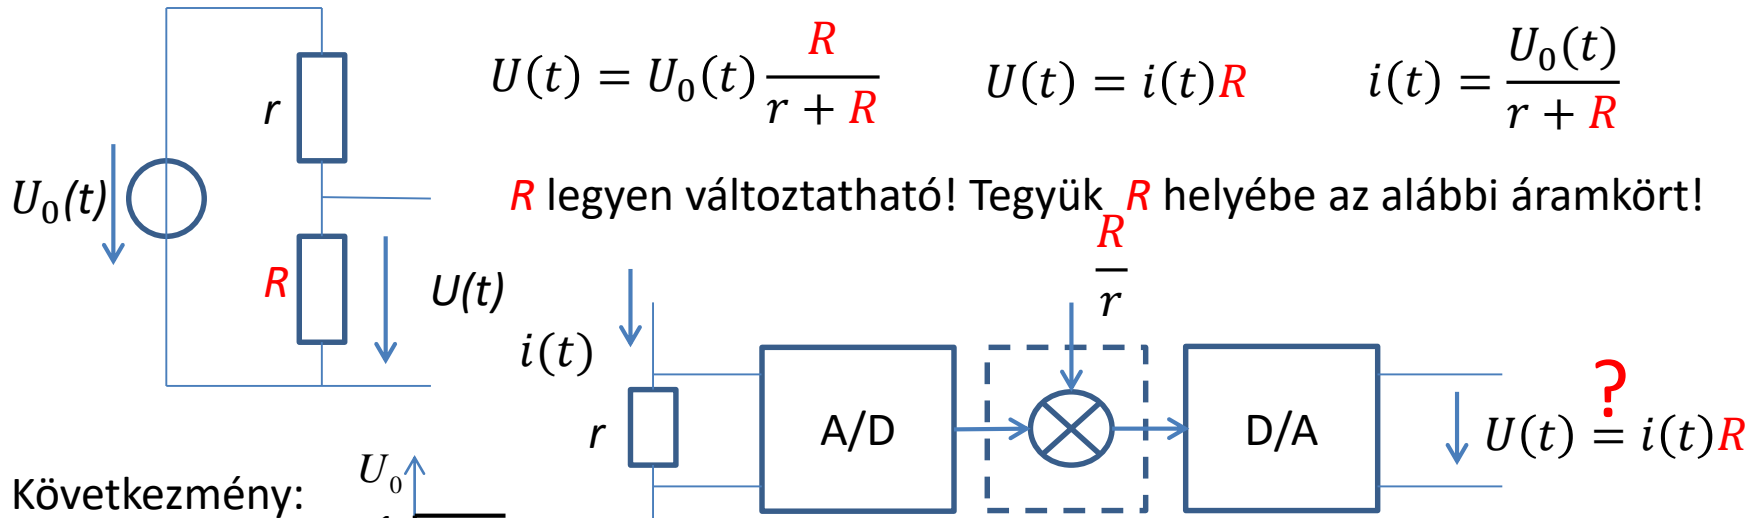 U(t) = U₀(t) R/(r + R)
U(t) = i(t)R
i(t) = U₀(t)/(r + R)
r
U₀(t)
R
U(t)
R legyen változtatható! Tegyük R helyébe az alábbi áramkört!
R/r
i(t)
r
A/D
D/A
?
U(t) = i(t)R
Következmény:
U₀